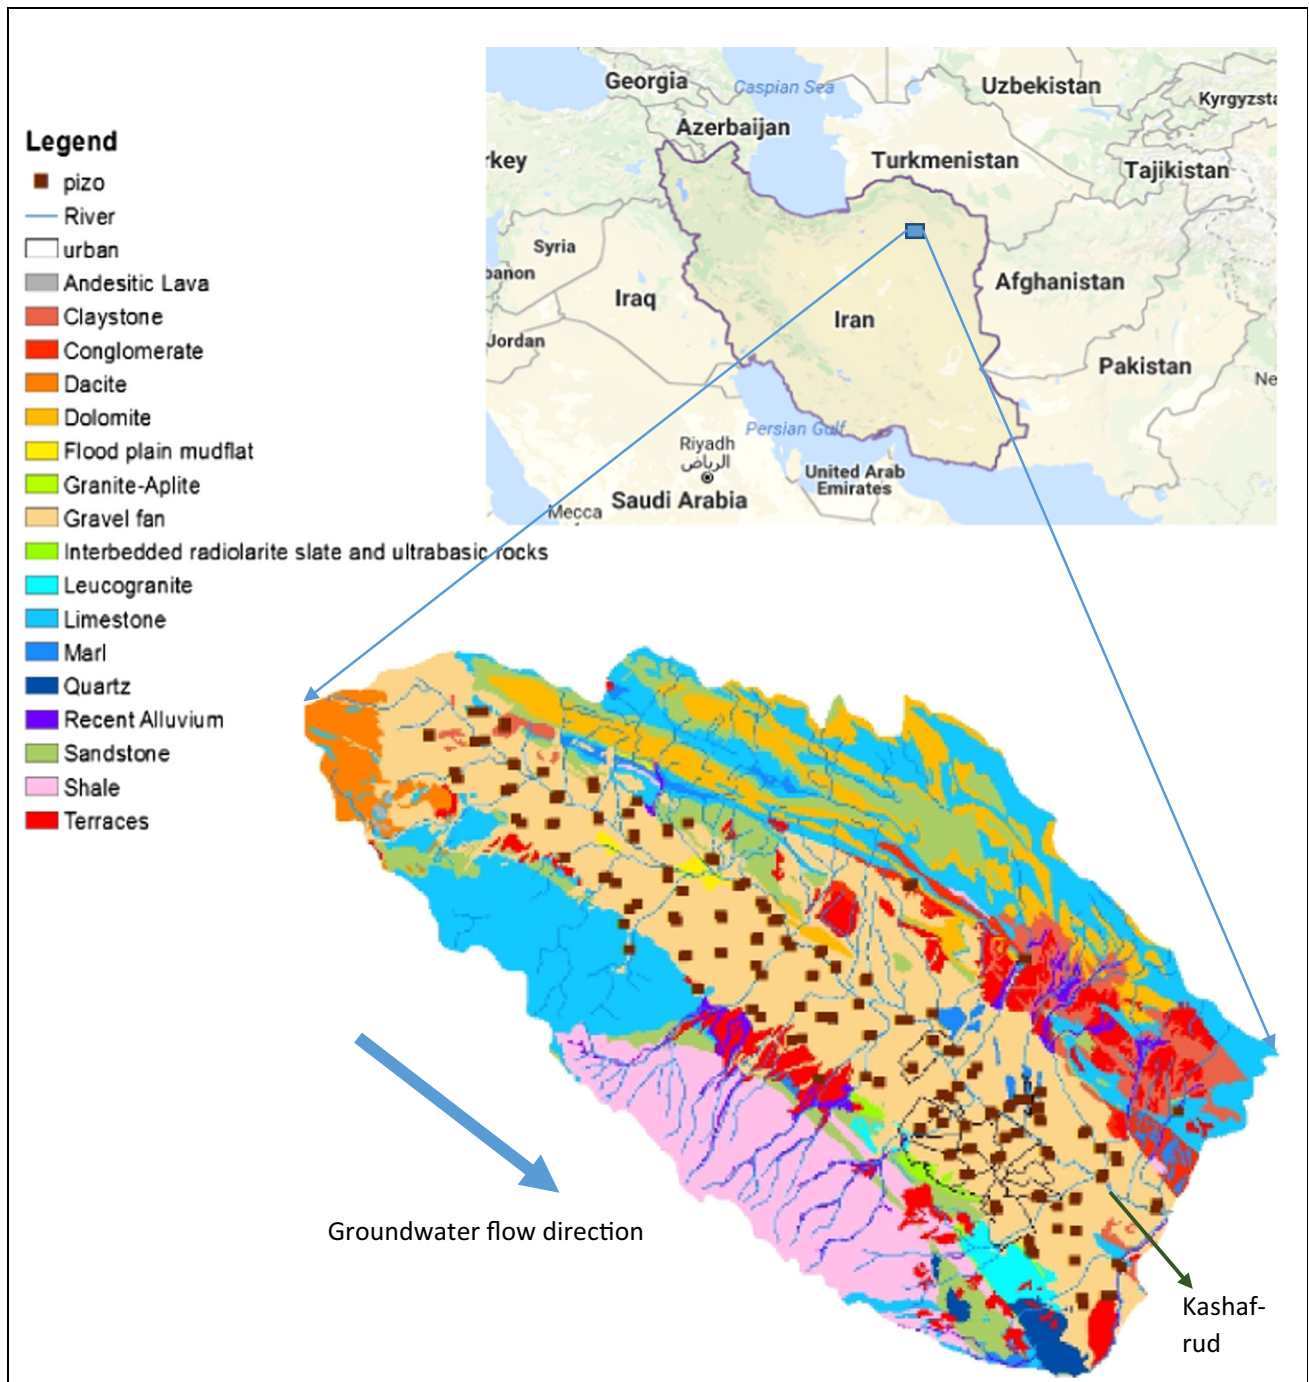 Georgia
Caspian Sea
Uzbekistan
Kyrgyzsta
Azerbaijan
rkey
Turkmenistan
Tajikistan
Syria
banon
Iraq
Afghanistan
Iran
Jordan
Pakistan
Ne
Persian Gulf
Riyadh
الرياض
United Arab
Emirates
Saudi Arabia
Mecca
Legend
pizo
River
urban
Andesitic Lava
Claystone
Conglomerate
Dacite
Dolomite
Flood plain mudflat
Granite-Aplite
Gravel fan
Interbedded radiolarite slate and ultrabasic rocks
Leucogranite
Limestone
Marl
Quartz
Recent Alluvium
Sandstone
Shale
Terraces
Groundwater flow direction
Kashaf-
rud